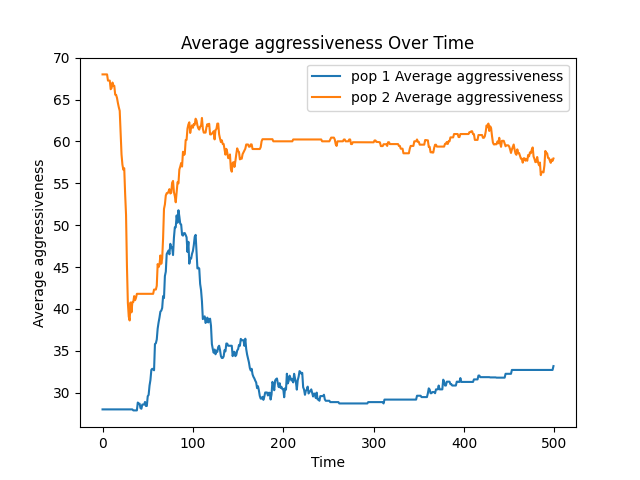 Average aggressiveness Over Time
pop 1 Average aggressiveness
pop 2 Average aggressiveness
Average aggressiveness
70
65
60
55
50
45
40
35
30
0 100 200 300 400 500
Time